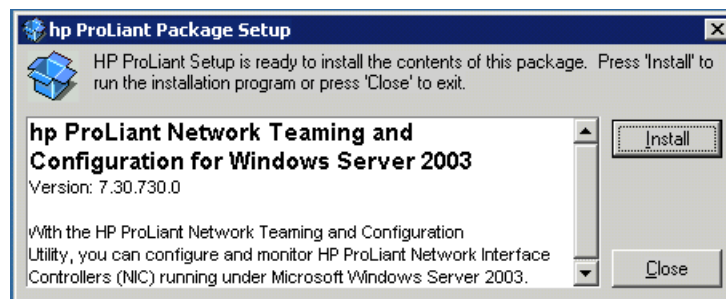 hp ProLiant Package Setup
HP ProLiant Setup is ready to install the contents of this package. Press 'Install' to
run the installation program or press 'Close' to exit.
hp ProLiant Network Teaming and
Configuration for Windows Server 2003
Version: 7.30.730.0
With the HP ProLiant Network Teaming and Configuration
Utility, you can configure and monitor HP ProLiant Network Interface
Controllers (NIC) running under Microsoft Windows Server 2003.
Install
Close